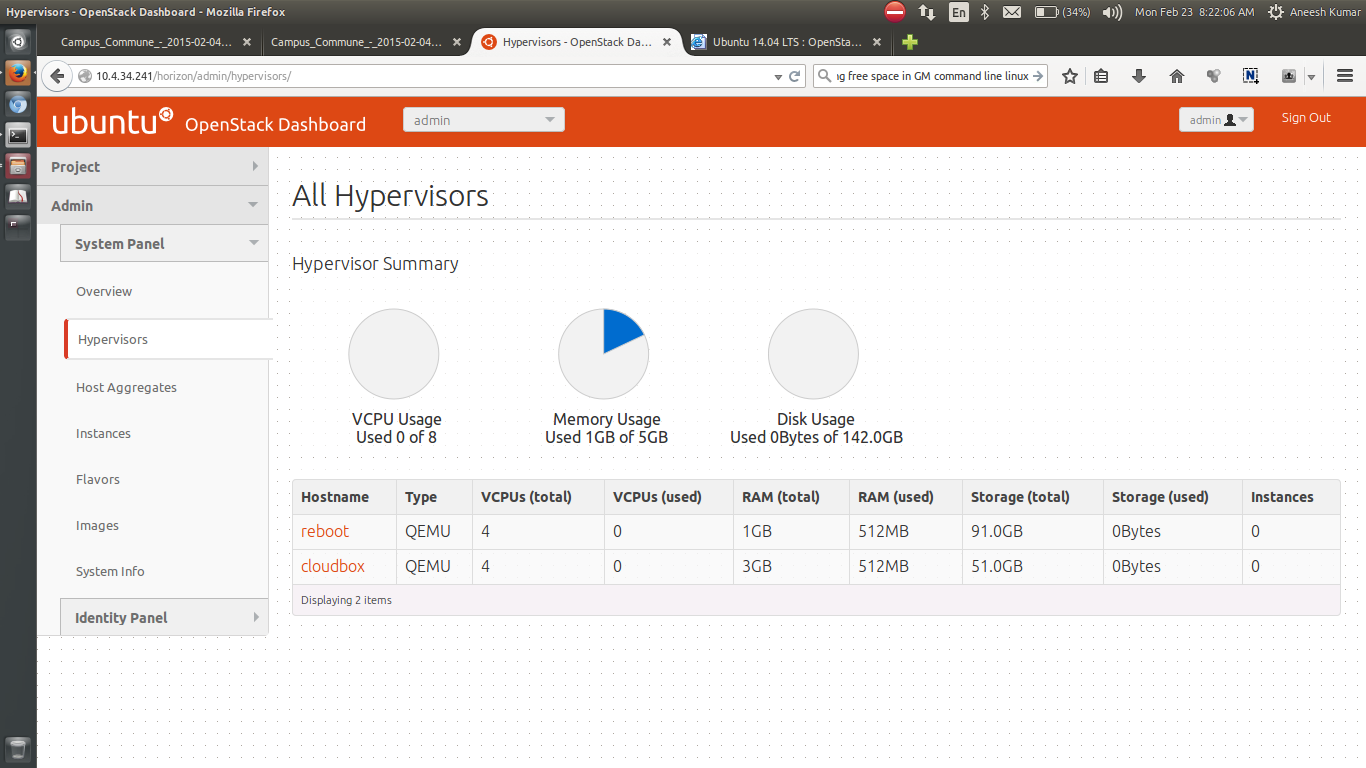 Hypervisors - OpenStack Dashboard - Mozilla Firefox
En
(34%)
Mon Feb 23 8:22:06 AM
Aneesh Kumar
Campus_Commune_-_2015-02-04...
Campus_Commune_-_2015-02-04...
Hypervisors - OpenStack Da...
Ubuntu 14.04 LTS : OpenSta...
10.4.34.241/horizon/admin/hypervisors/
g free space in GM command line linux
N
ubuntu OpenStack Dashboard
admin
admin
Sign Out
Project
Admin
System Panel
Overview
Hypervisors
Host Aggregates
Instances
Flavors
Images
System Info
Identity Panel
All Hypervisors
Hypervisor Summary
VCPU Usage
Used 0 of 8
Memory Usage
Used 1GB of 5GB
Disk Usage
Used 0Bytes of 142.0GB
Hostname Type VCPUs (total) VCPUs (used) RAM (total) RAM (used) Storage (total) Storage (used) Instances
reboot QEMU 4 0 1GB 512MB 91.0GB 0Bytes 0
cloudbox QEMU 4 0 3GB 512MB 51.0GB 0Bytes 0
Displaying 2 items